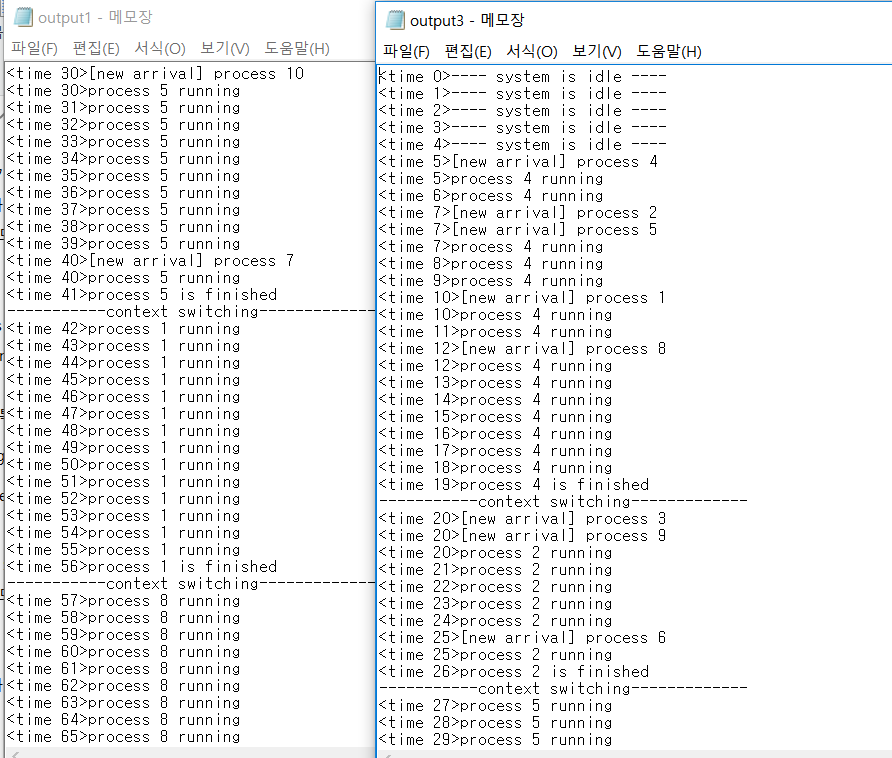 output1 - 메모장
파일(F) 편집(E) 서식(O) 보기(V) 도움말(H)
<time 30>[new arrival] process 10
<time 30>process 5 running
<time 31>process 5 running
<time 32>process 5 running
<time 33>process 5 running
<time 34>process 5 running
<time 35>process 5 running
<time 36>process 5 running
<time 37>process 5 running
<time 38>process 5 running
<time 39>process 5 running
<time 40>[new arrival] process 7
<time 40>process 5 running
<time 41>process 5 is finished
-----------context switching-------------
<time 42>process 1 running
<time 43>process 1 running
<time 44>process 1 running
<time 45>process 1 running
<time 46>process 1 running
<time 47>process 1 running
<time 48>process 1 running
<time 49>process 1 running
<time 50>process 1 running
<time 51>process 1 running
<time 52>process 1 running
<time 53>process 1 running
<time 54>process 1 running
<time 55>process 1 running
<time 56>process 1 is finished
-----------context switching-------------
<time 57>process 8 running
<time 58>process 8 running
<time 59>process 8 running
<time 60>process 8 running
<time 61>process 8 running
<time 62>process 8 running
<time 63>process 8 running
<time 64>process 8 running
<time 65>process 8 running
output3 - 메모장
파일(F) 편집(E) 서식(O) 보기(V) 도움말(H)
<time 0>---- system is idle ----
<time 1>---- system is idle ----
<time 2>---- system is idle ----
<time 3>---- system is idle ----
<time 4>---- system is idle ----
<time 5>[new arrival] process 4
<time 5>process 4 running
<time 6>process 4 running
<time 7>[new arrival] process 2
<time 7>[new arrival] process 5
<time 7>process 4 running
<time 8>process 4 running
<time 9>process 4 running
<time 10>[new arrival] process 1
<time 10>process 4 running
<time 11>process 4 running
<time 12>[new arrival] process 8
<time 12>process 4 running
<time 13>process 4 running
<time 14>process 4 running
<time 15>process 4 running
<time 16>process 4 running
<time 17>process 4 running
<time 18>process 4 running
<time 19>process 4 is finished
-----------context switching-------------
<time 20>[new arrival] process 3
<time 20>[new arrival] process 9
<time 20>process 2 running
<time 21>process 2 running
<time 22>process 2 running
<time 23>process 2 running
<time 24>process 2 running
<time 25>[new arrival] process 6
<time 25>process 2 running
<time 26>process 2 is finished
-----------context switching-------------
<time 27>process 5 running
<time 28>process 5 running
<time 29>process 5 running